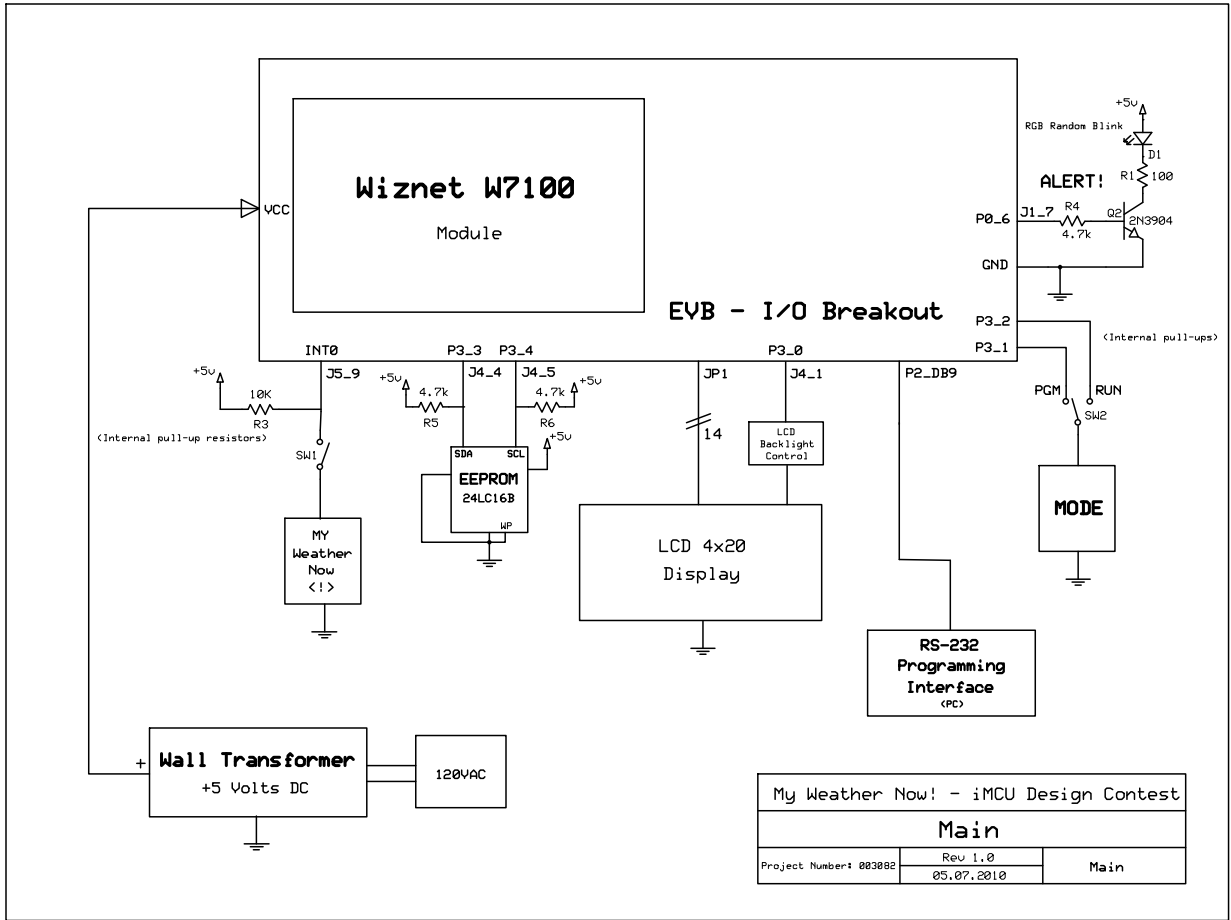 Wiznet W7100
Module
VCC
EVB - I/O Breakout
+5v
RGB Random Blink
D1
R1
100
ALERT!
P0_6
J1_7
R4
4.7k
Q2
2N3904
GND
P3_2
P3_1
(Internal pull-ups)
PGM
RUN
SW2
MODE
INT0
J5_9
+5v
10K
R3
(Internal pull-up resistors)
SW1
MY
Weather
Now
<!>
P3_3
P3_4
J4_4
J4_5
+5v
4.7k
R5
4.7k
R6
+5v
+5v
SDA
SCL
EEPROM
24LC16B
WP
JP1
14
P3_0
J4_1
LCD
Backlight
Control
LCD 4x20
Display
P2_DB9
RS-232
Programming
Interface
(PC)
+
Wall Transformer
+5 Volts DC
120VAC
My Weather Now! - iMCU Design Contest
Main
Project Number: 003082
Rev 1.0
05.07.2010
Main